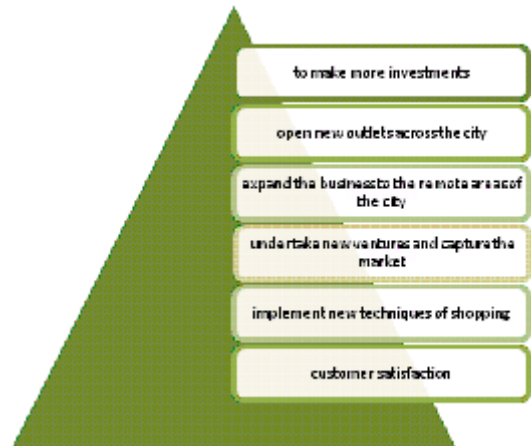 to make more investments
open new outlets across the city
expand the business to the remote areas of
the city
undertake new ventures and capture the
market
implement new techniques of shopping
customer satisfaction